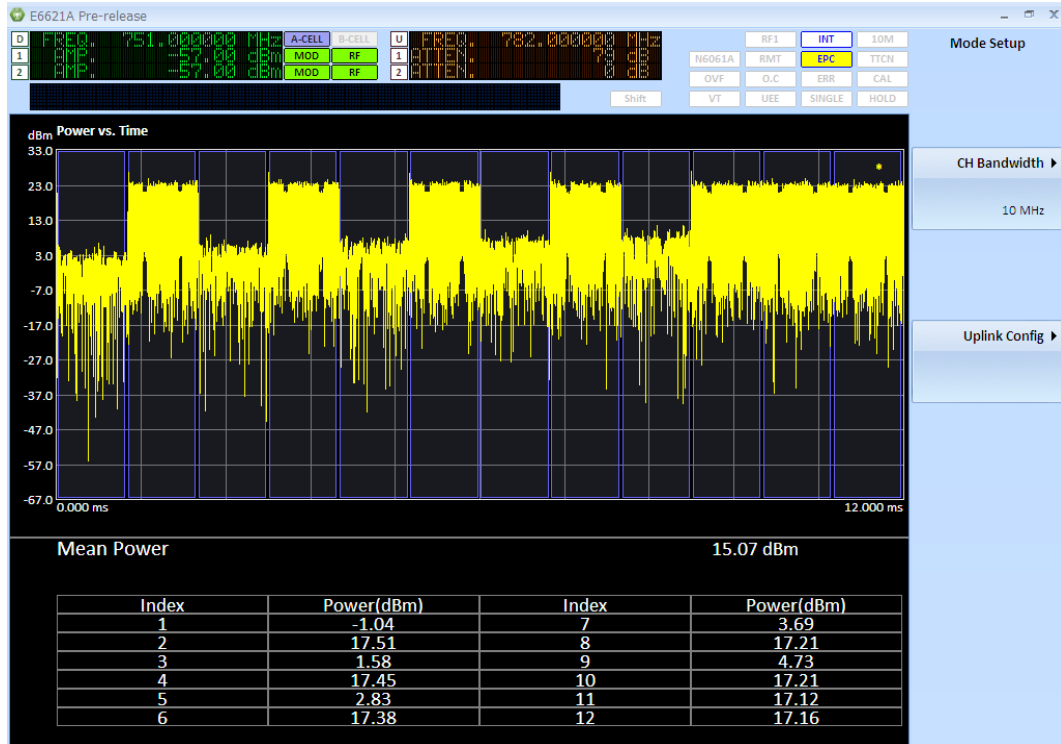 E6621A Pre-release
D FREQ. 751.000000 MHz A-CELL B-CELL U FREQ. 782.000000 MHz RF1 INT 10M
1 AMP. -57.00 dBm MOD RF 1 ATTEN. 70 dB N6061A RMT EPC TTCN
2 AMP. -57.00 dBm MOD RF 2 ATTEN. 0 dB OVF O.C ERR CAL
Shift VT UEE SINGLE HOLD
Mode Setup
CH Bandwidth
10 MHz
Uplink Config
dBm Power vs. Time
33.0
23.0
13.0
3.0
-7.0
-17.0
-27.0
-37.0
-47.0
-57.0
-67.0
0.000 ms 12.000 ms
Mean Power 15.07 dBm
Index Power(dBm) Index Power(dBm)
1 -1.04 7 3.69
2 17.51 8 17.21
3 1.58 9 4.73
4 17.45 10 17.21
5 2.83 11 17.12
6 17.38 12 17.16